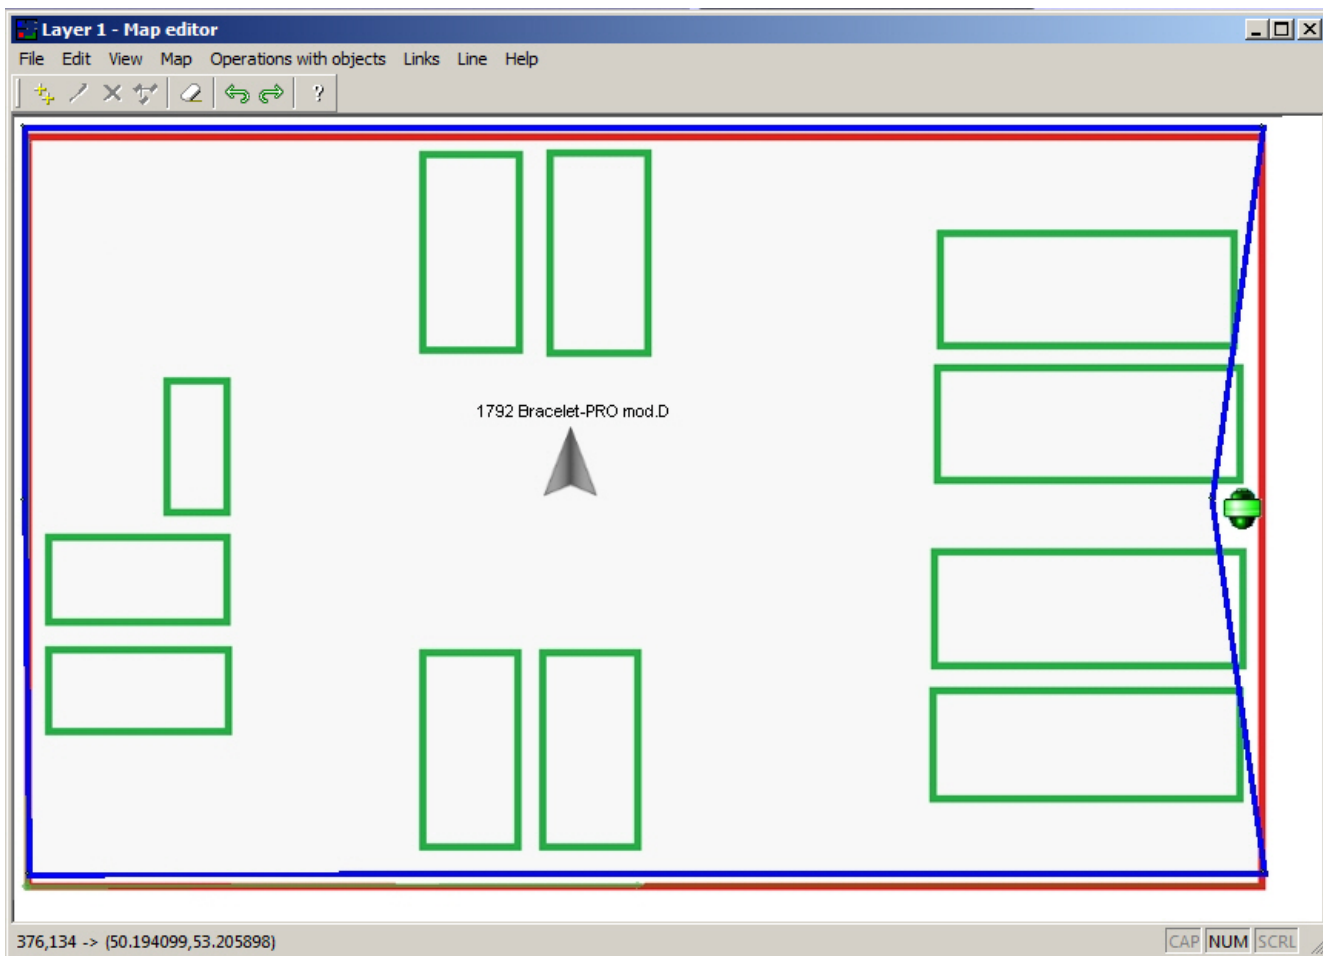 Layer 1 - Map editor
File Edit View Map Operations with objects Links Line Help
?
1792 Bracelet-PRO mod.D
376,134 -> (50.194099,53.205898)
CAP NUM SCRL